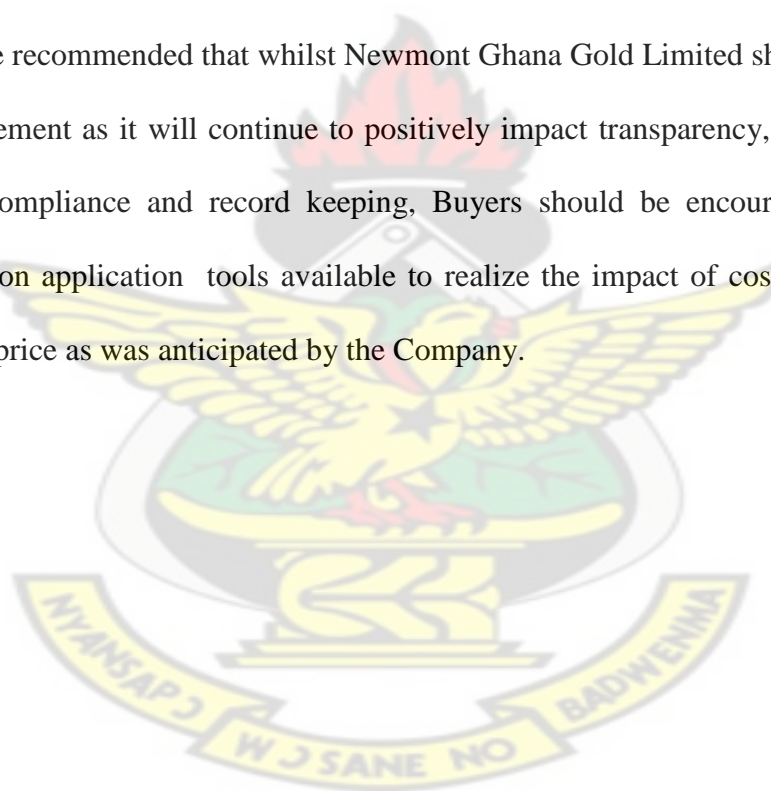 e recommended that whilst Newmont Ghana Gold Limited sh
ement as it will continue to positively impact transparency,
ompliance and record keeping, Buyers should be encour
on application tools available to realize the impact of cos
price as was anticipated by the Company.
NYANSAPƆ
WƆSANE NO
BADWENMA